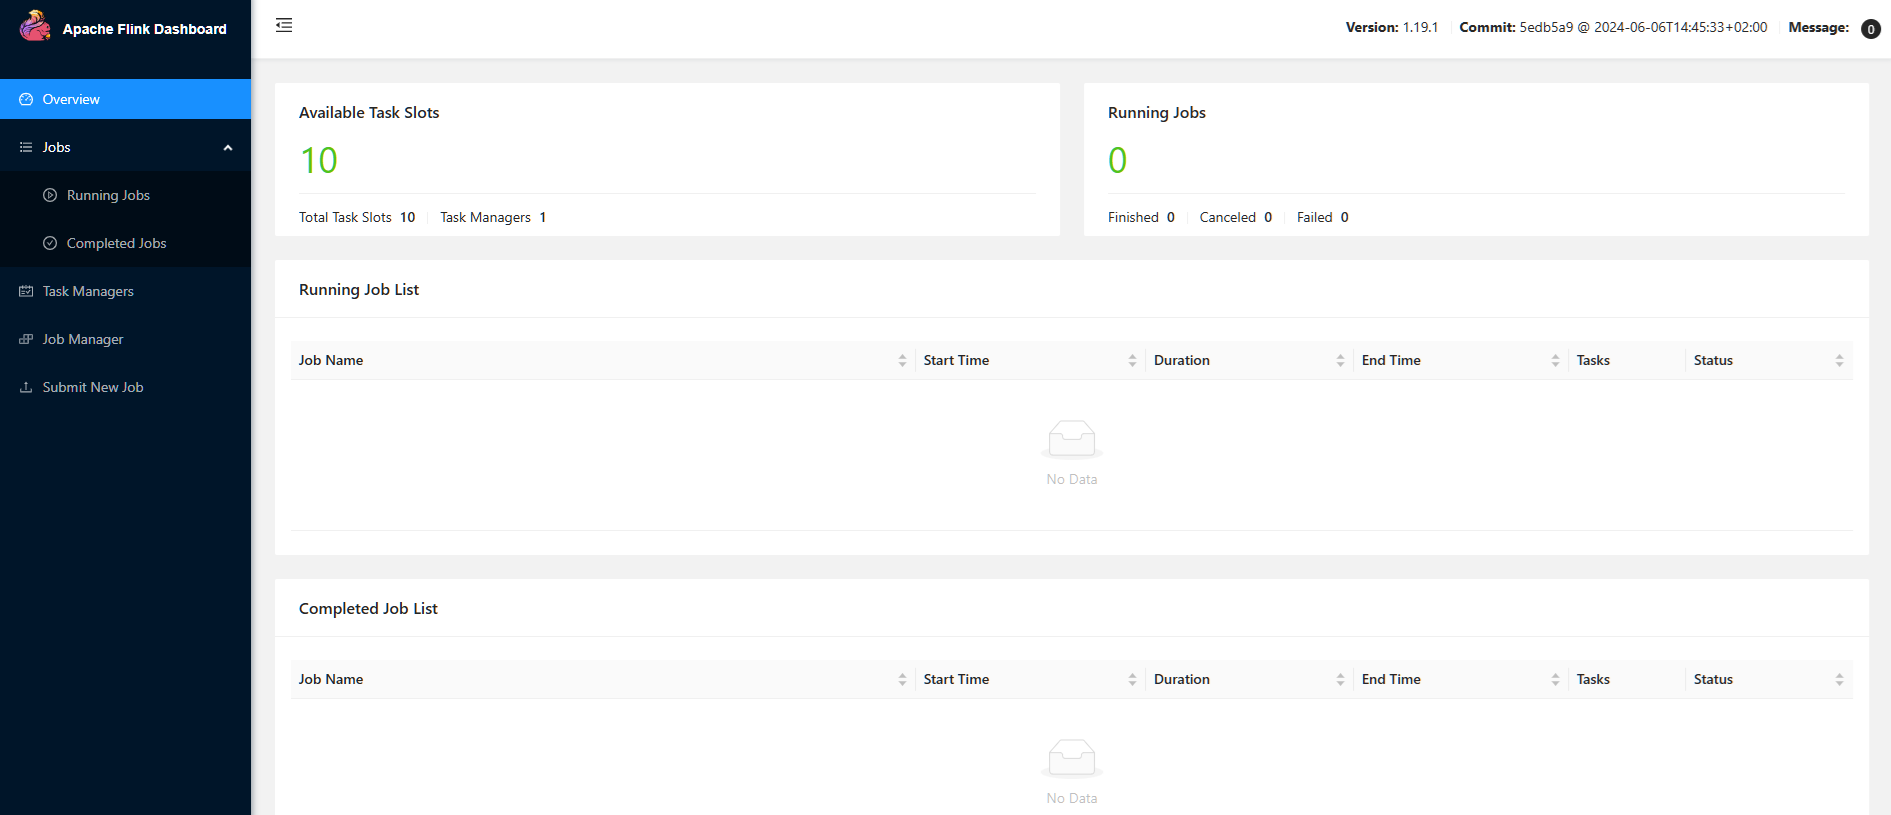 Apache Flink Dashboard
Version: 1.19.1 Commit: 5edb5a9 @ 2024-06-06T14:45:33+02:00 Message: 0
Overview
Jobs
Running Jobs
Completed Jobs
Task Managers
Job Manager
Submit New Job
Available Task Slots
10
Total Task Slots 10 Task Managers 1
Running Jobs
0
Finished 0 Canceled 0 Failed 0
Running Job List
Job Name Start Time Duration End Time Tasks Status
No Data
Completed Job List
Job Name Start Time Duration End Time Tasks Status
No Data